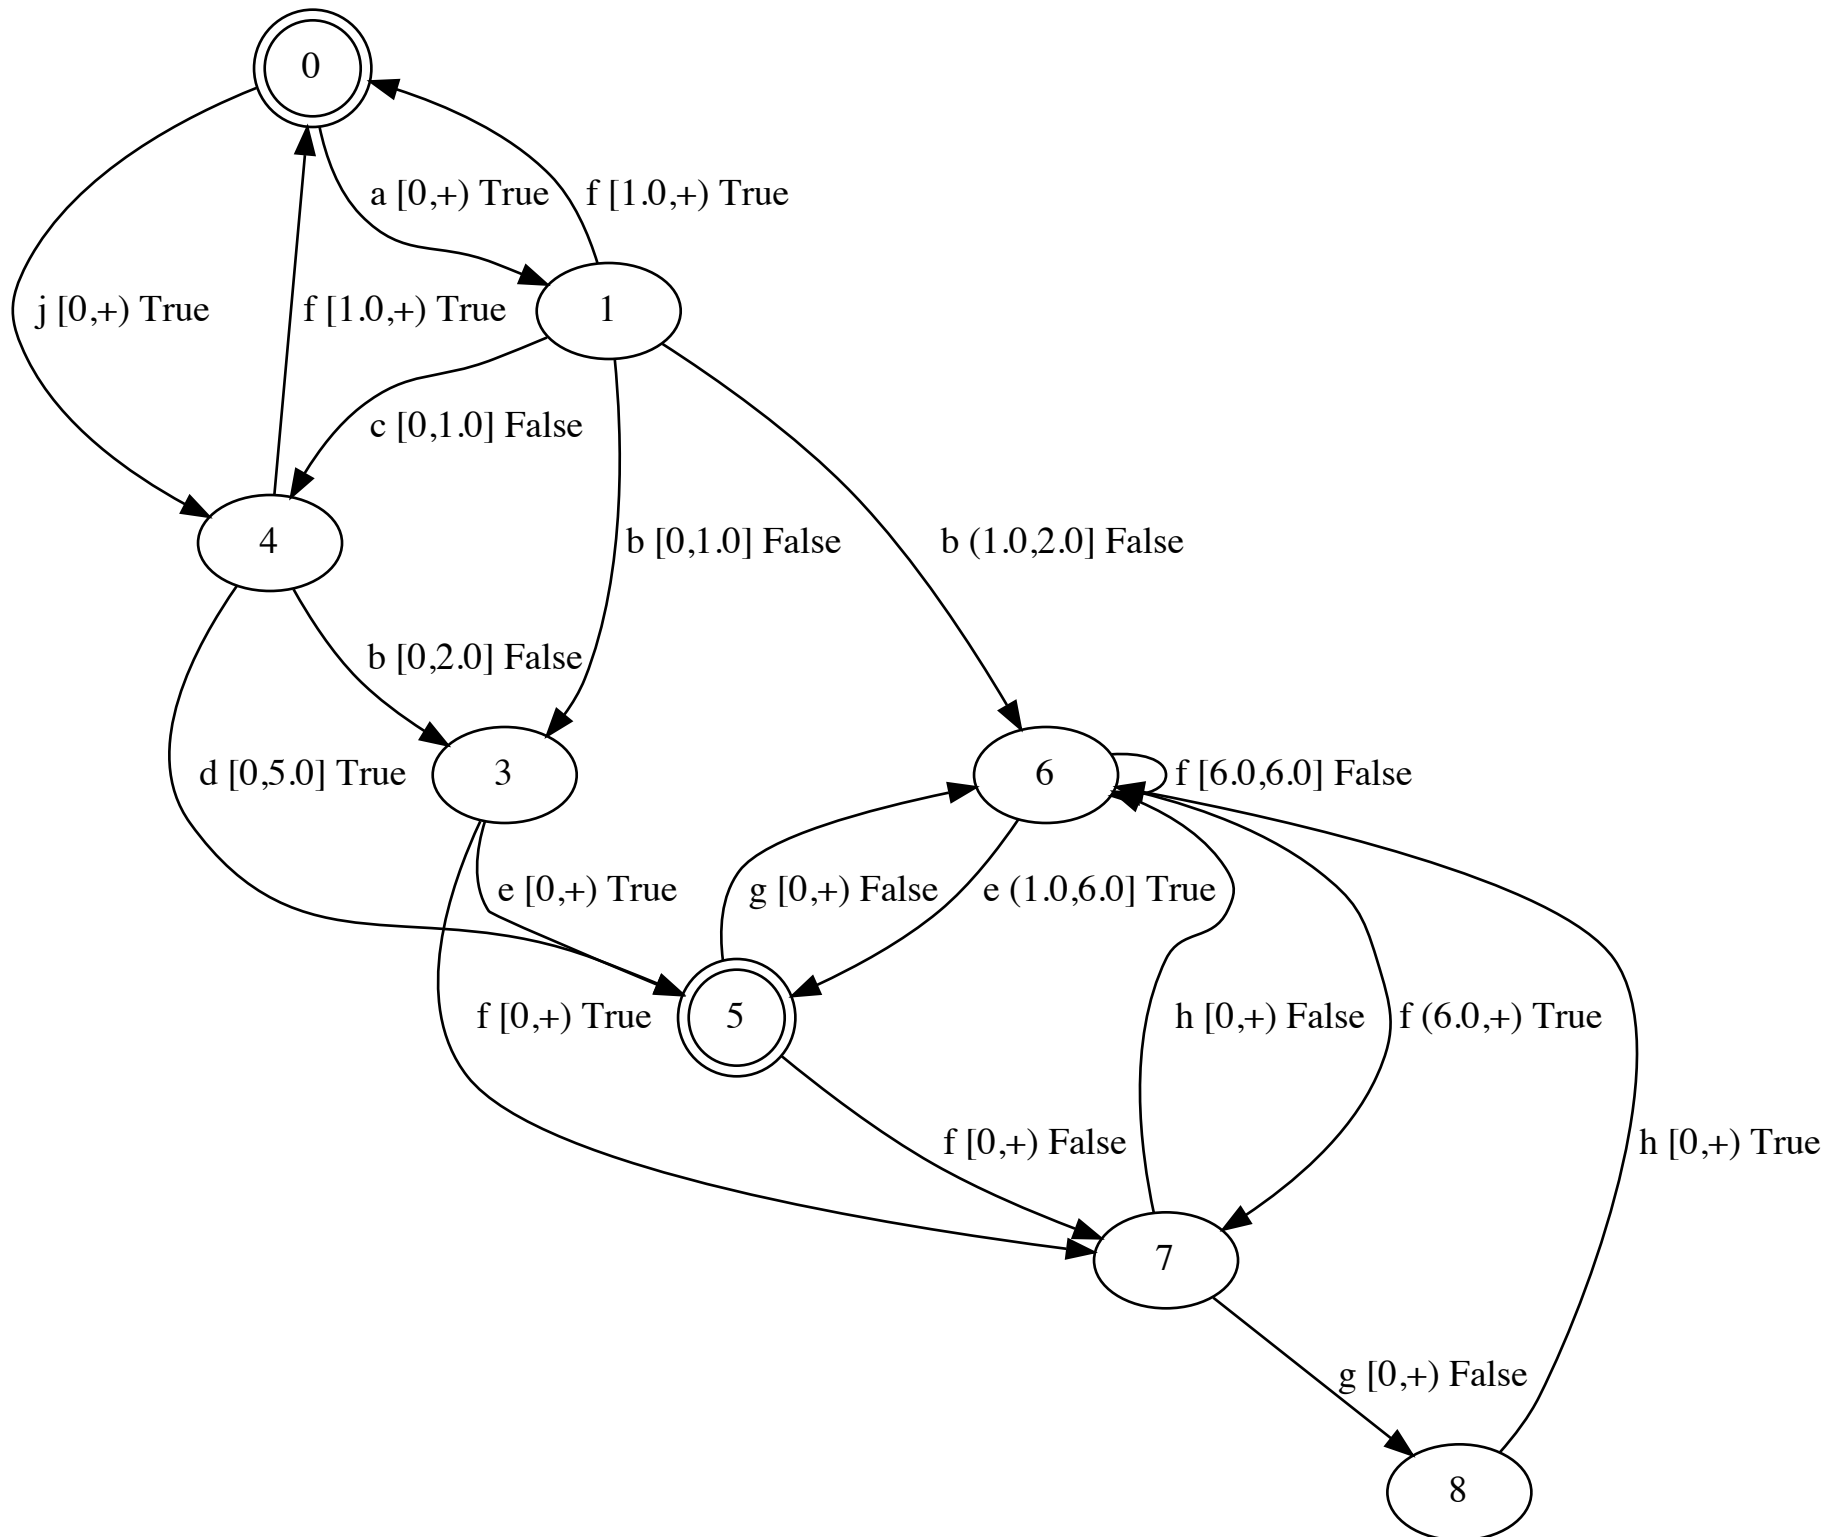 0
a [0,+) True
f [1.0,+) True
j [0,+) True
f [1.0,+) True
1
c [0,1.0] False
4
b [0,1.0] False
b (1.0,2.0] False
b [0,2.0] False
d [0,5.0] True
3
6
f [6.0,6.0] False
e [0,+) True
g [0,+) False
e (1.0,6.0] True
f [0,+) True
5
h [0,+) False
f (6.0,+) True
f [0,+) False
h [0,+) True
7
g [0,+) False
8